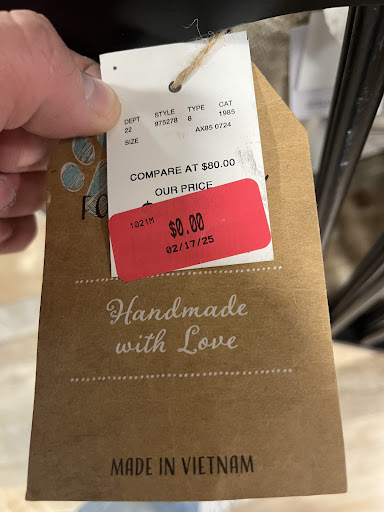 DEPT STYLE TYPE CAT
22 975278 8 1985
SIZE AX85 0724
COMPARE AT $80.00
OUR PRICE
1021M $0.00
02/17/25
Handmade
with Love
MADE IN VIETNAM